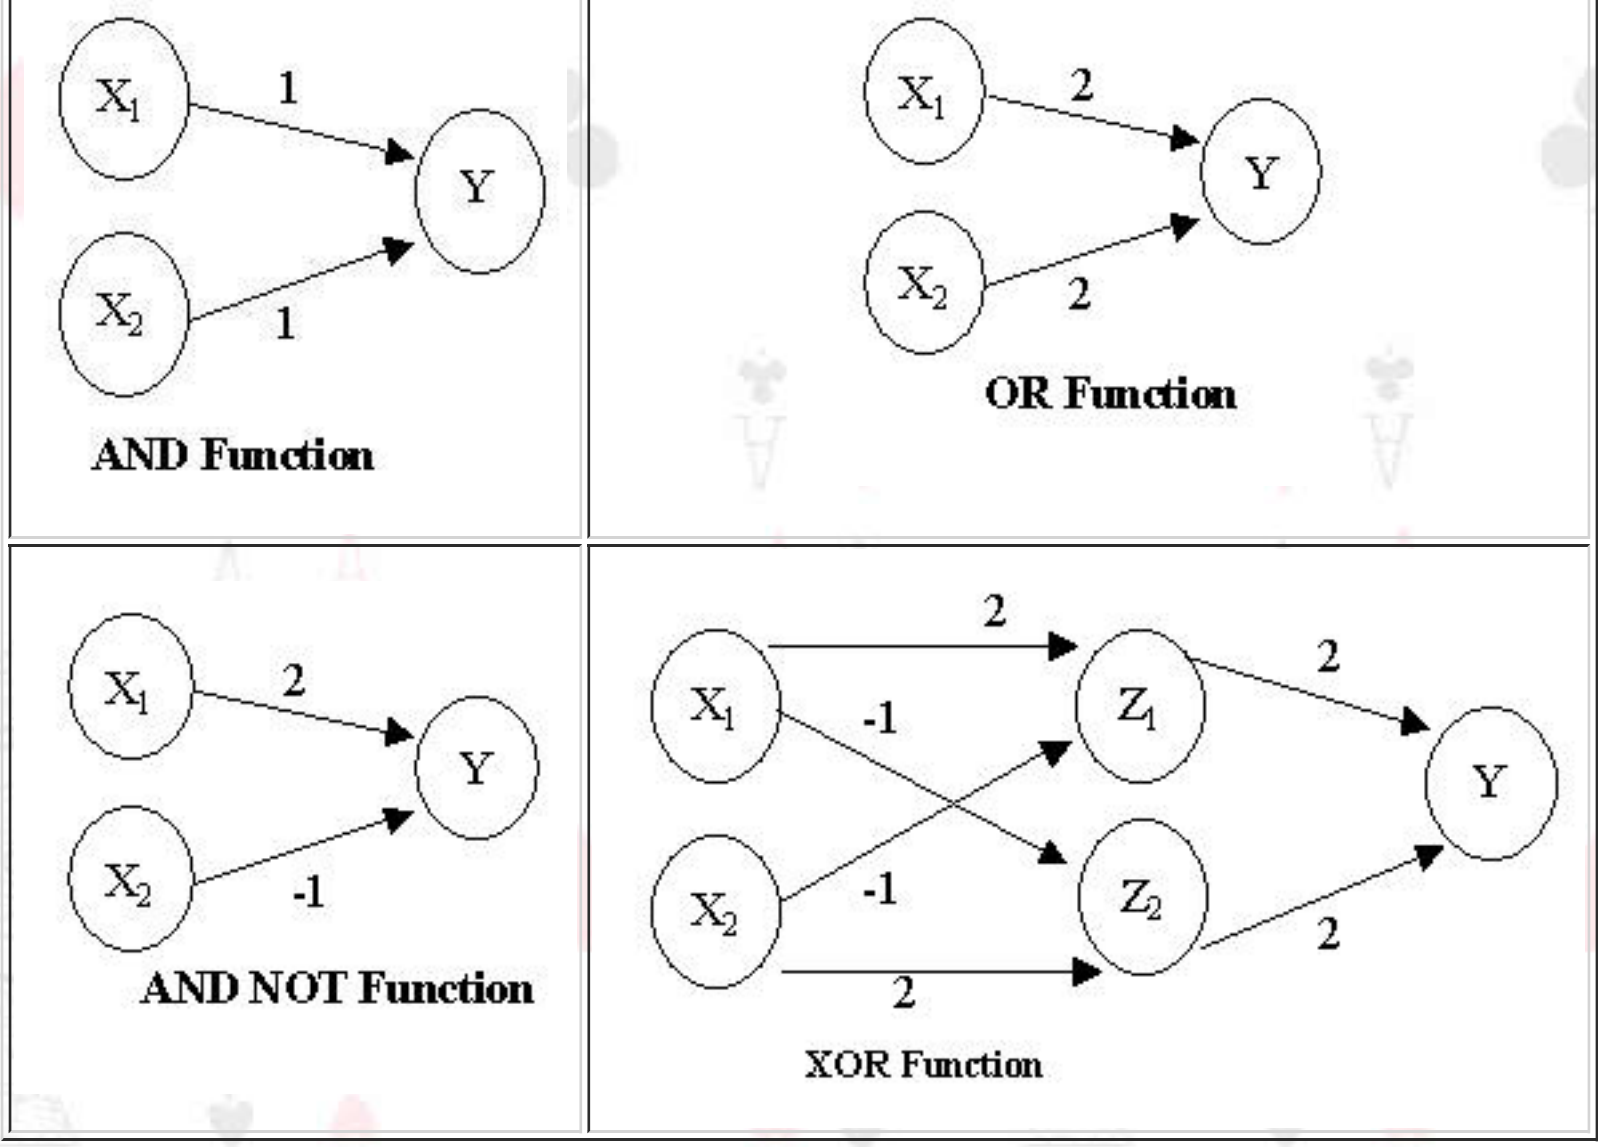 X1
1
Y
X2
1
AND Function
X1
2
Y
X2
2
OR Function
X1
2
Y
X2
-1
AND NOT Function
X1
2
Z1
2
-1
Y
X2
-1
Z2
2
2
XOR Function